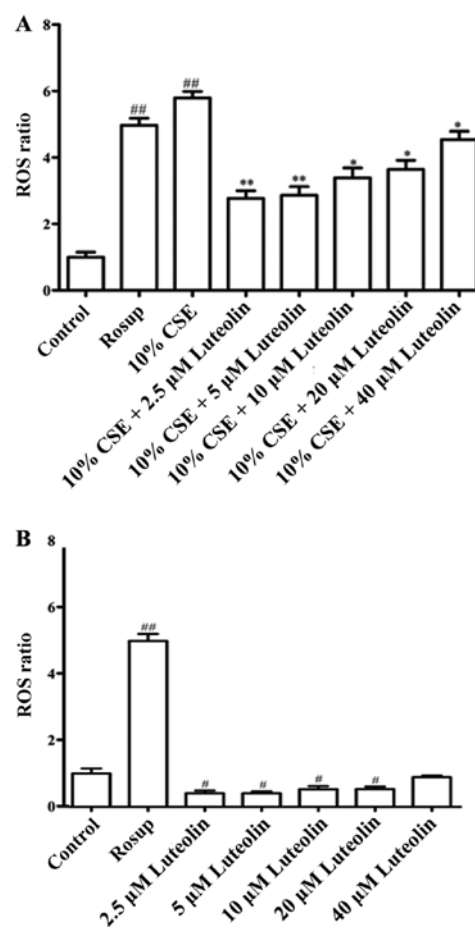 A
ROS ratio
8
6
4
2
0
##
##
**
**
*
*
*
Control
Rosup
10% CSE
10% CSE + 2.5 μM Luteolin
10% CSE + 5 μM Luteolin
10% CSE + 10 μM Luteolin
10% CSE + 20 μM Luteolin
10% CSE + 40 μM Luteolin
B
ROS ratio
8
6
4
2
0
##
#
#
#
#
Control
Rosup
2.5 μM Luteolin
5 μM Luteolin
10 μM Luteolin
20 μM Luteolin
40 μM Luteolin